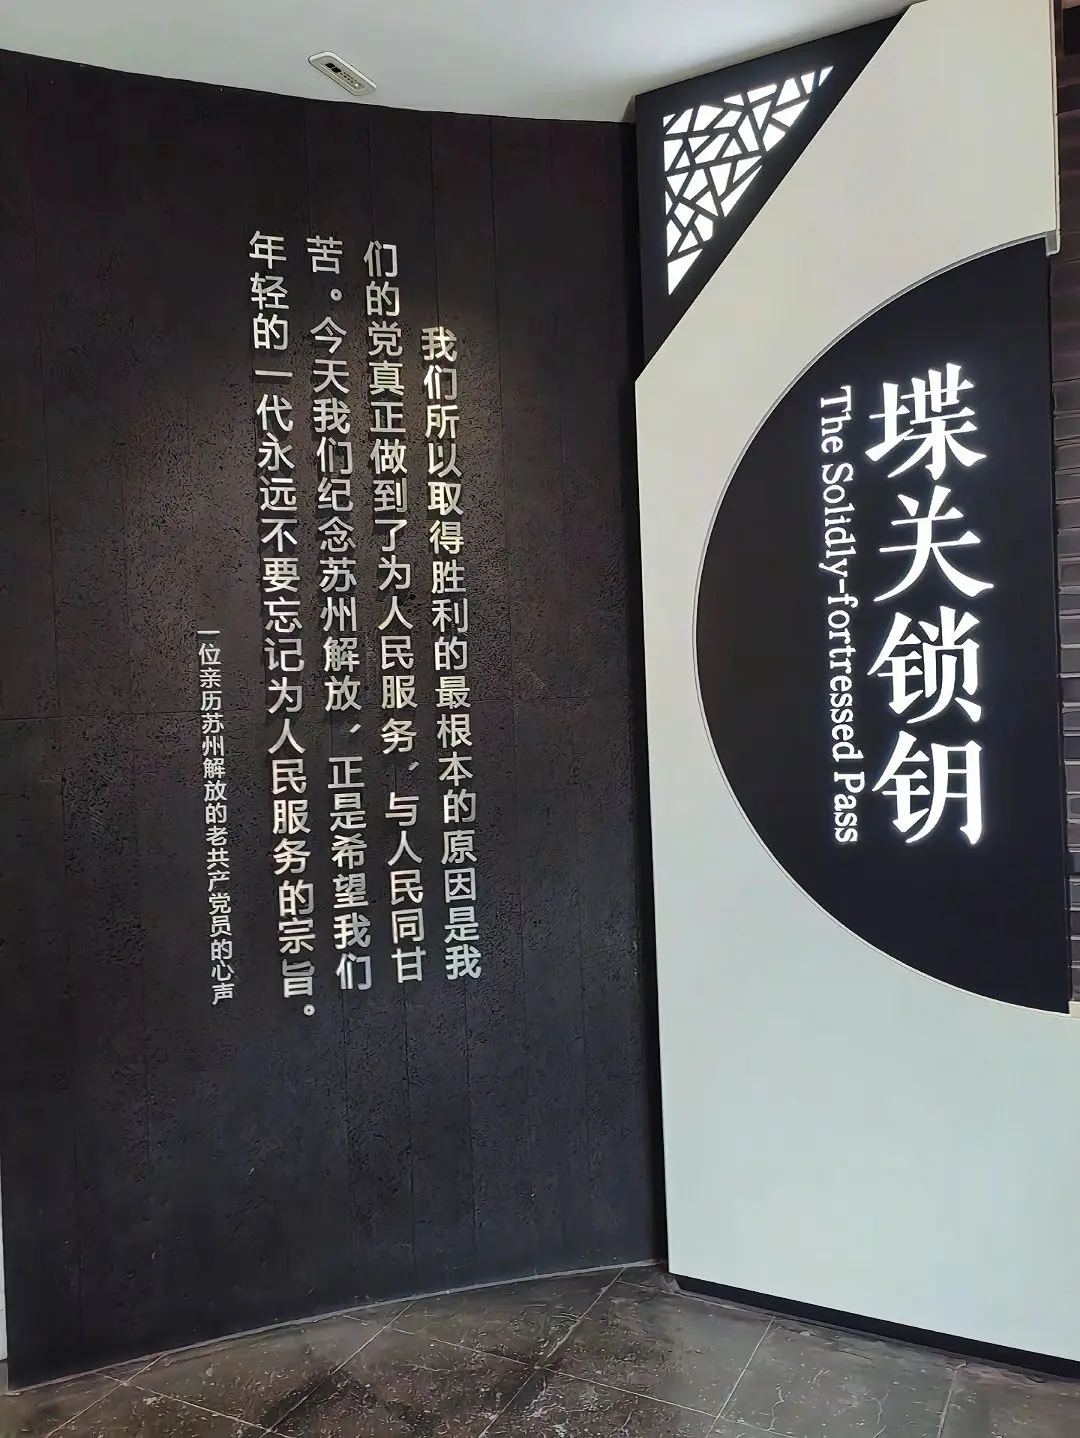 堞关锁钥
The Solidly-fortressed Pass
我们所以取得胜利的最根本的原因是我
们的党真正做到了为人民服务，与人民同甘
苦。今天我们纪念苏州解放，正是希望我们
年轻的一代永远不要忘记为人民服务的宗旨。
一位亲历苏州解放的老共产党员的心声